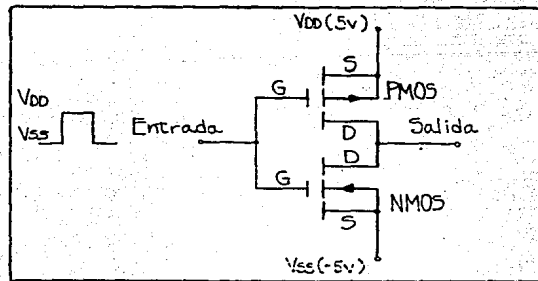 VDD (5v)
S
VDD
G
PMOS
VSS
Entrada
D
Salida
D
G
NMOS
S
VSS (-5v)